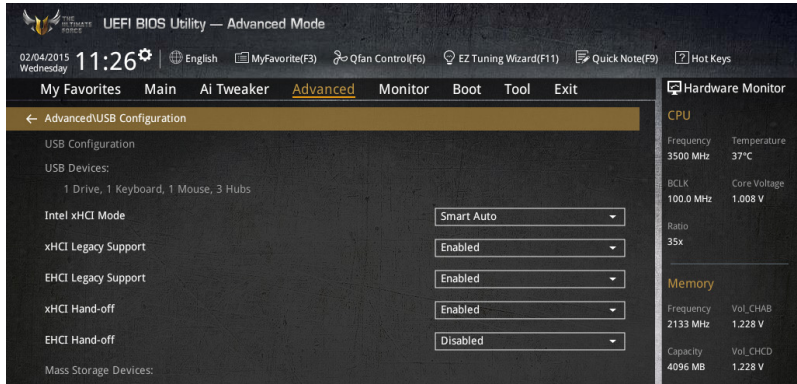 THE ULTIMATE FORCE
UEFI BIOS Utility — Advanced Mode
02/04/2015
Wednesday
11:26
English
MyFavorite(F3)
Qfan Control(F6)
EZ Tuning Wizard(F11)
Quick Note(F9)
? Hot Keys
My Favorites
Main
Ai Tweaker
Advanced
Monitor
Boot
Tool
Exit
← Advanced\USB Configuration
USB Configuration
USB Devices:
1 Drive, 1 Keyboard, 1 Mouse, 3 Hubs
Intel xHCI Mode Smart Auto
xHCI Legacy Support Enabled
EHCI Legacy Support Enabled
xHCI Hand-off Enabled
EHCI Hand-off Disabled
Mass Storage Devices:
Hardware Monitor
CPU
Frequency Temperature
3500 MHz 37°C
BCLK Core Voltage
100.0 MHz 1.008 V
Ratio
35x
Memory
Frequency Vol_CHAB
2133 MHz 1.228 V
Capacity Vol_CHCD
4096 MB 1.228 V